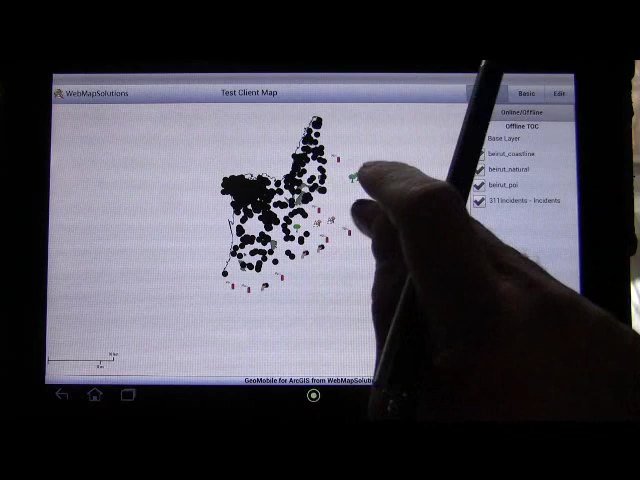 WebMapSolutions
Test Client Map
Basic
Edit
Online/Offline
Offline TOC
Base Layer
beirut_coastline
beirut_natural
beirut_poi
311Incidents - Incidents
GeoMobile for ArcGIS from WebMapSoluti